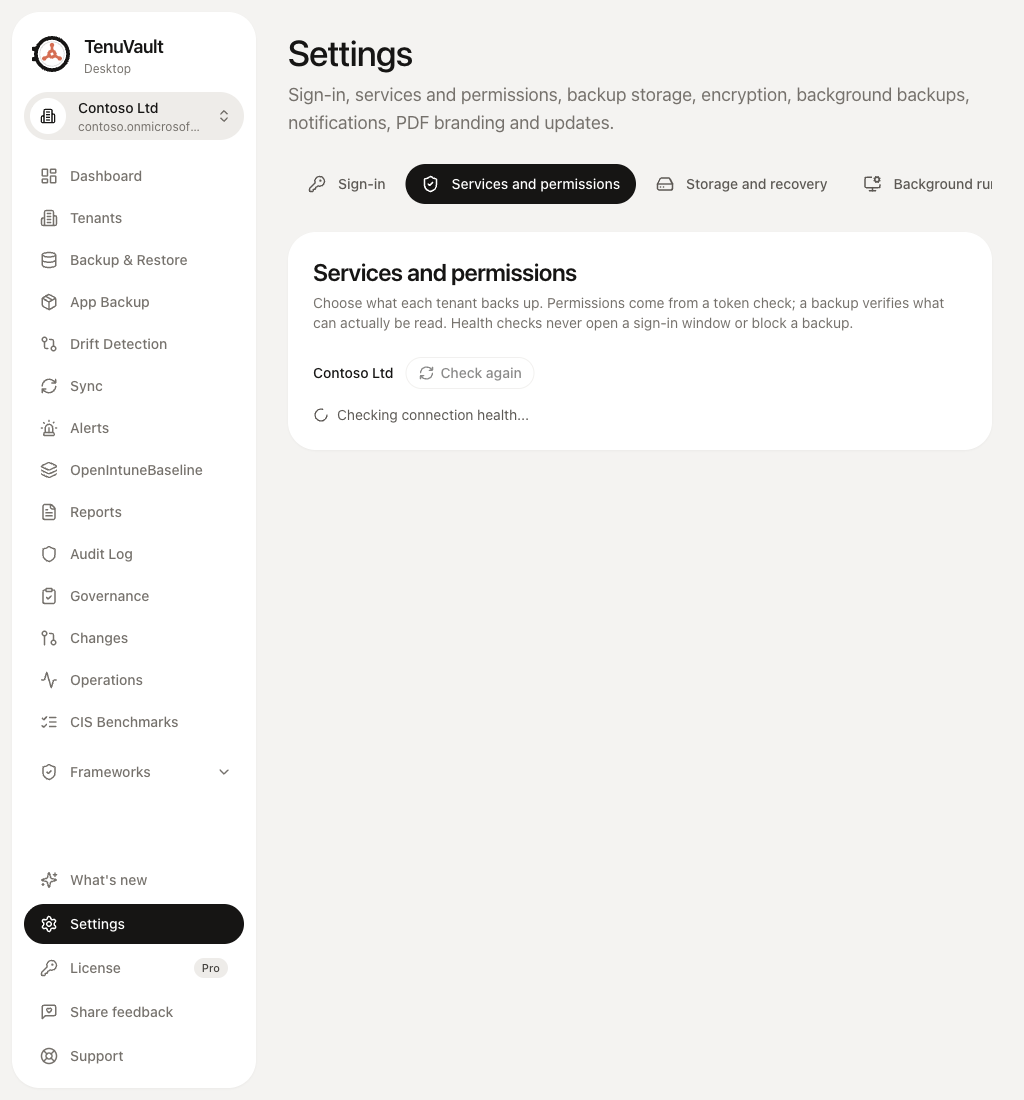 TenuVault
Desktop
Contoso Ltd
contoso.onmicrosof...
Dashboard
Tenants
Backup & Restore
App Backup
Drift Detection
Sync
Alerts
OpenIntuneBaseline
Reports
Audit Log
Governance
Changes
Operations
CIS Benchmarks
Frameworks
What's new
Settings
License
Pro
Share feedback
Support
Settings
Sign-in, services and permissions, backup storage, encryption, background backups,
notifications, PDF branding and updates.
Sign-in
Services and permissions
Storage and recovery
Background
Services and permissions
Choose what each tenant backs up. Permissions come from a token check; a backup verifies what
can actually be read. Health checks never open a sign-in window or block a backup.
Contoso Ltd
Check again
Checking connection health...